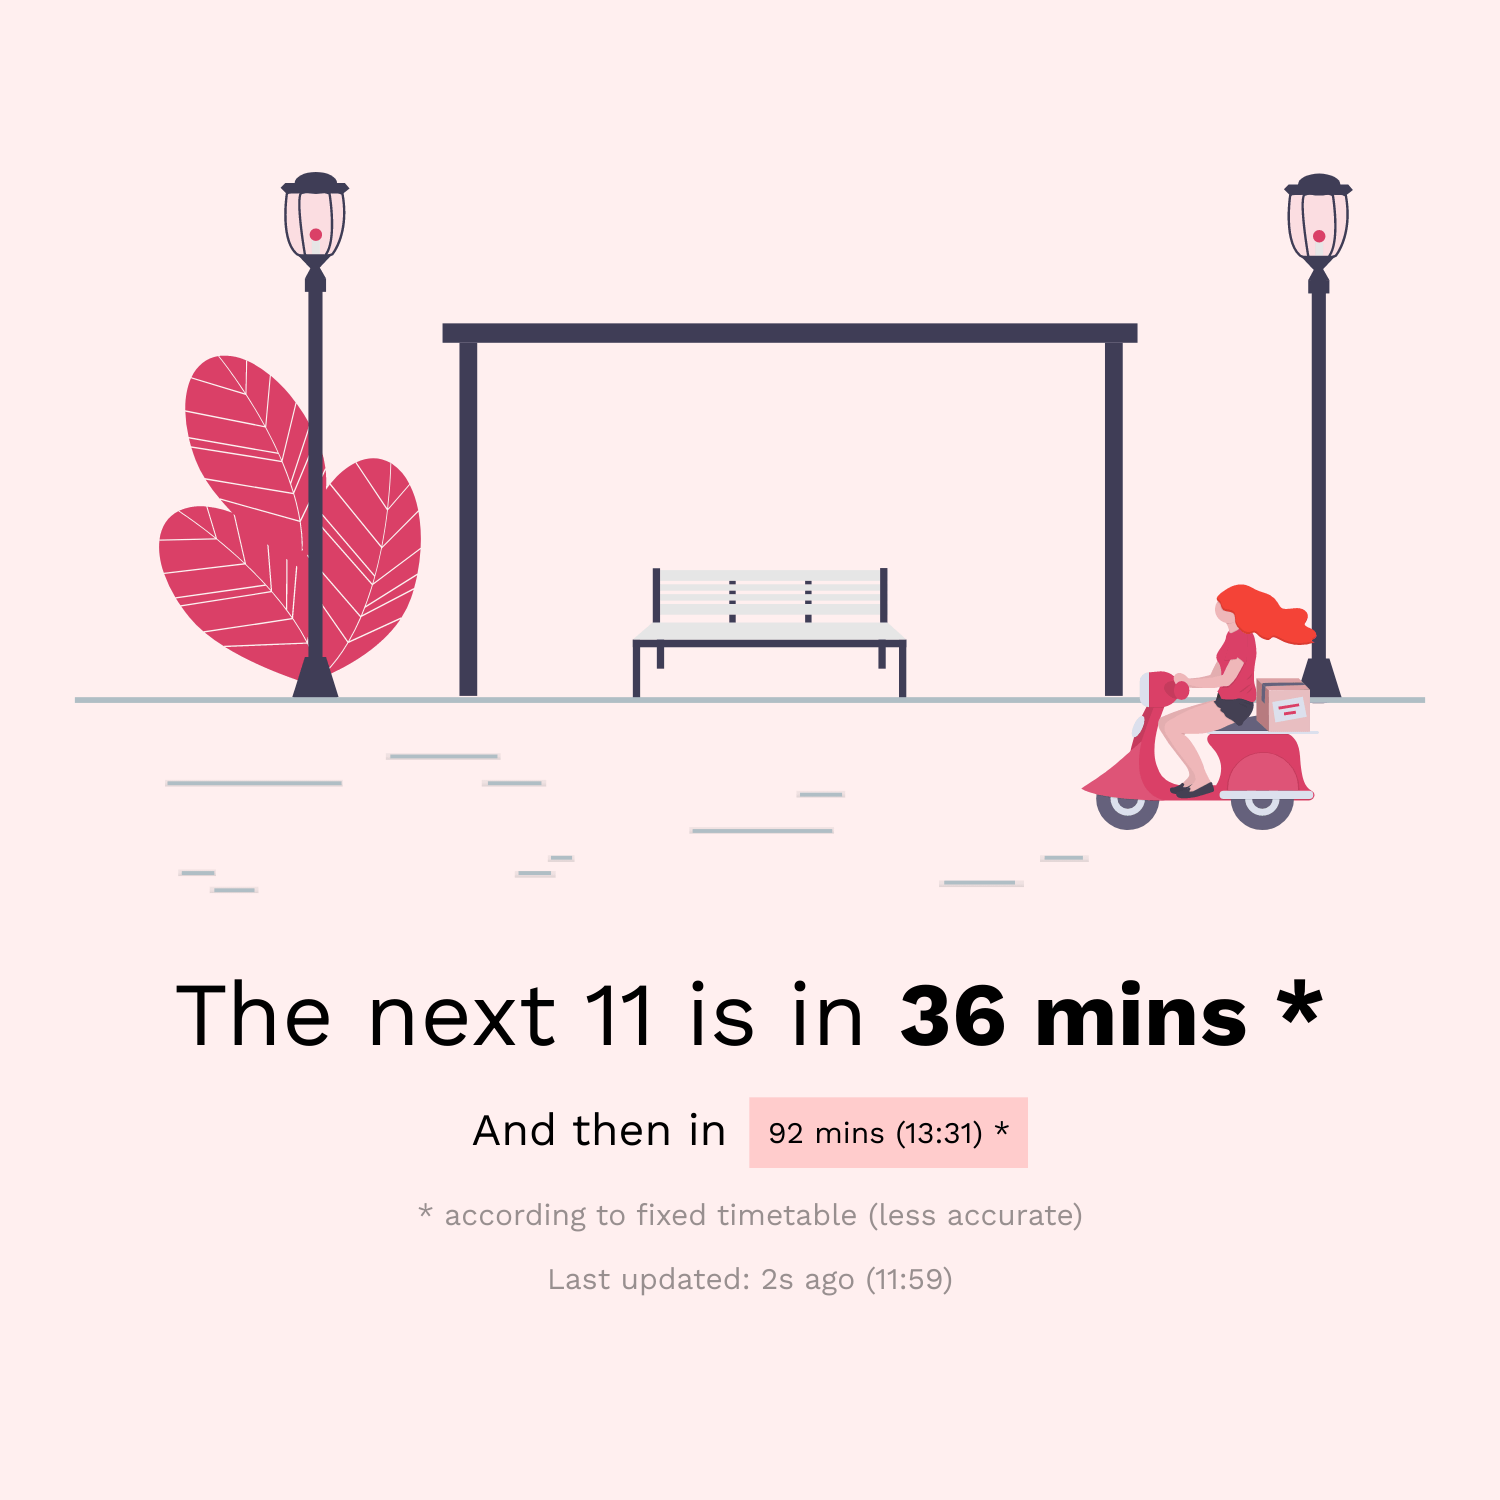 The next 11 is in 36 mins *
And then in 92 mins (13:31) *
* according to fixed timetable (less accurate)
Last updated: 2s ago (11:59)